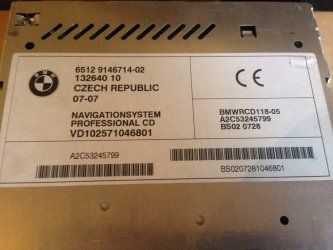 BMW
6512 9146714-02
132640 10
CZECH REPUBLIC
07-07
NAVIGATIONSYSTEM
PROFESSIONAL CD
VD102571046801
CE
BMWRCD118-05
A2C53245799
BS02 0728
A2C53245799
BS0207281046801